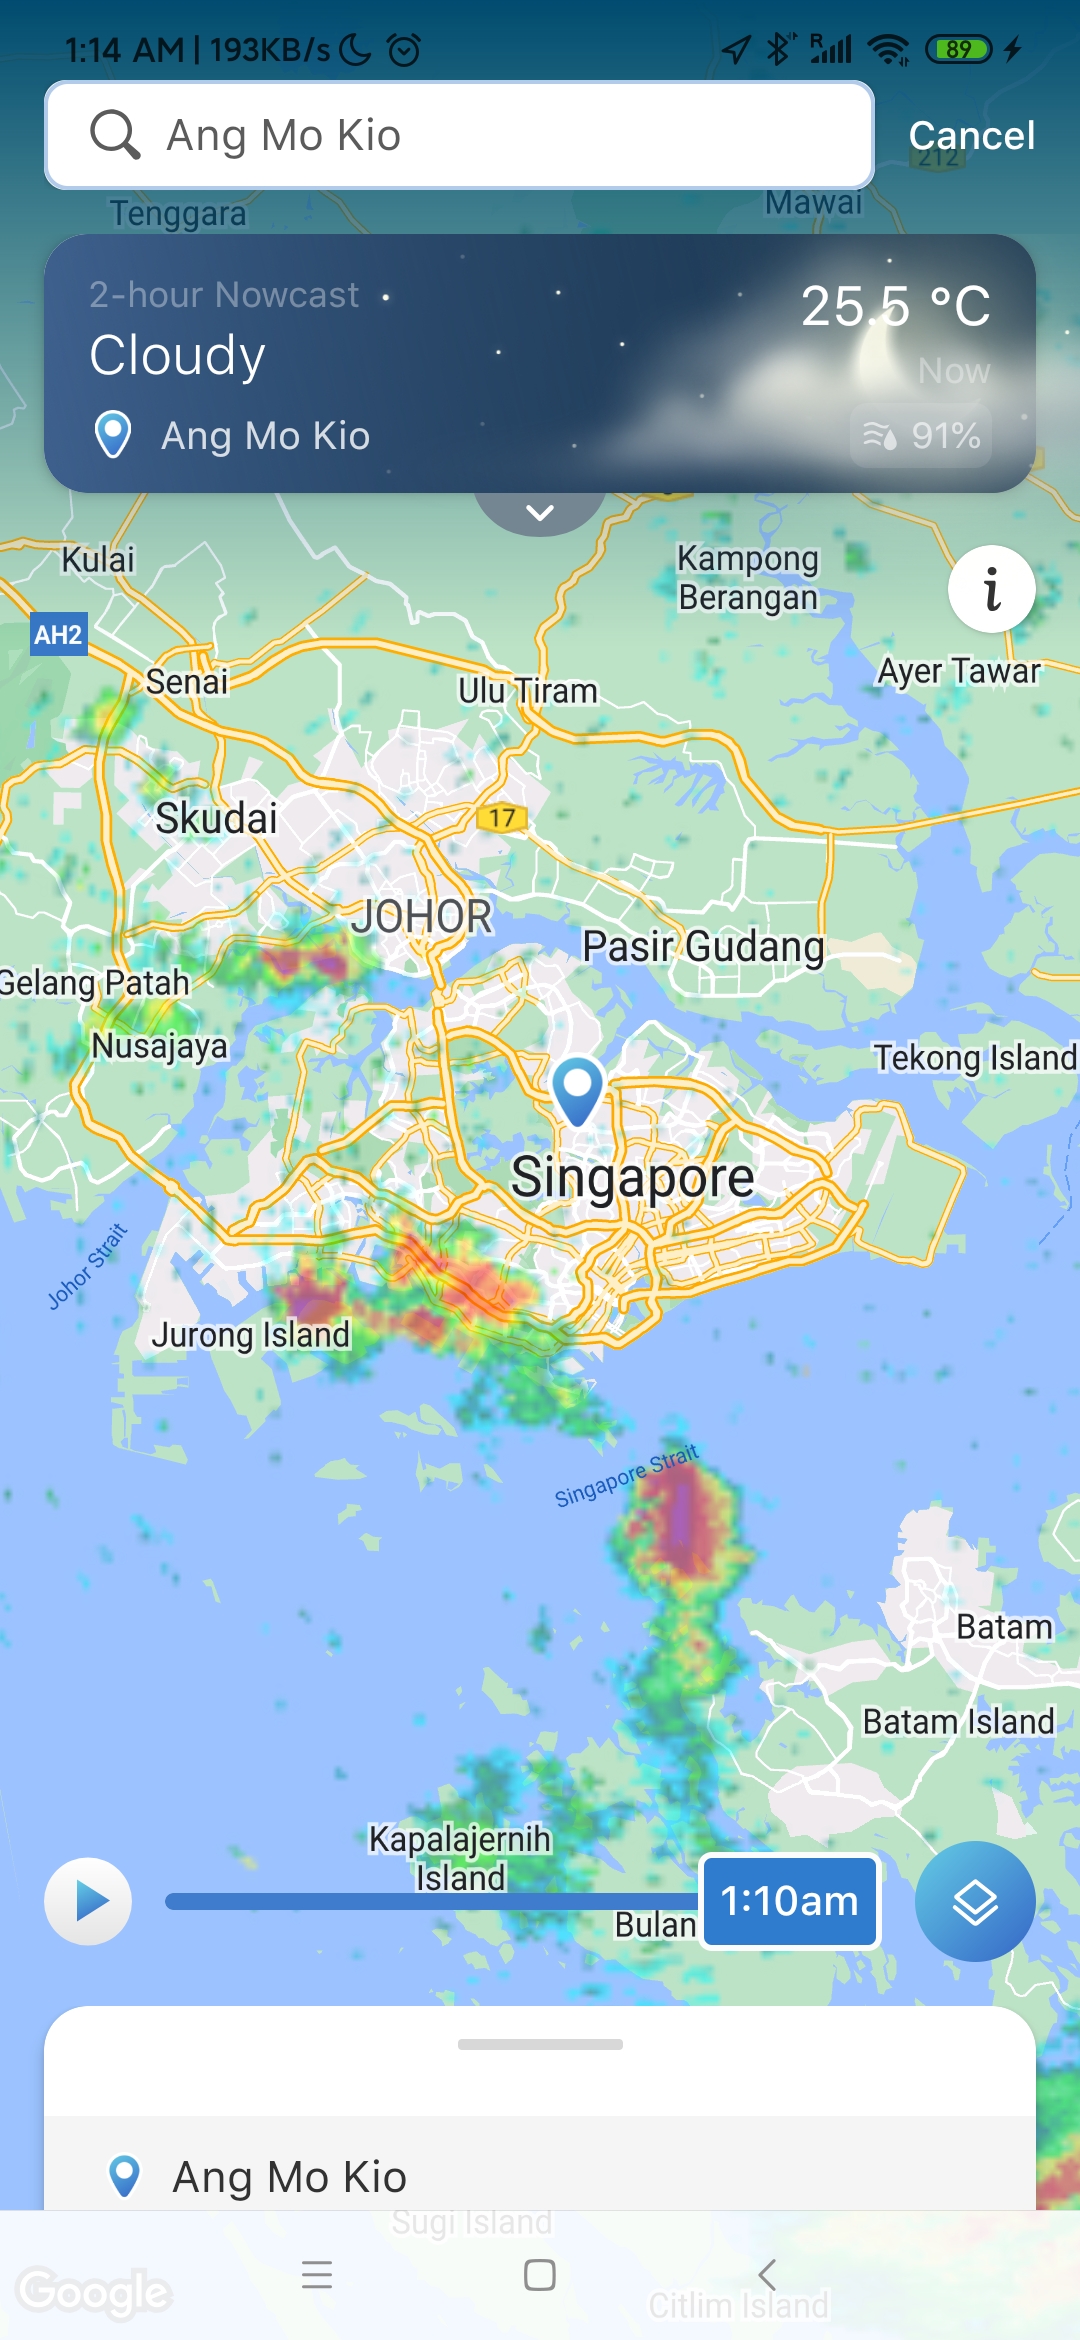 1:14 AM | 193KB/s
R
89
Ang Mo Kio
Cancel
212
Tenggara
Mawai
2-hour Nowcast
25.5 °C
Cloudy
Now
Ang Mo Kio
91%
Kulai
Kampong
Berangan
i
AH2
Senai
Ulu Tiram
Ayer Tawar
Skudai
17
JOHOR
Pasir Gudang
Gelang Patah
Nusajaya
Tekong Island
Singapore
Johor Strait
Jurong Island
Singapore Strait
Batam
Batam Island
Kapalajernih
Island
1:10am
Bulan
Ang Mo Kio
Sugi Island
Google
Citlim Island